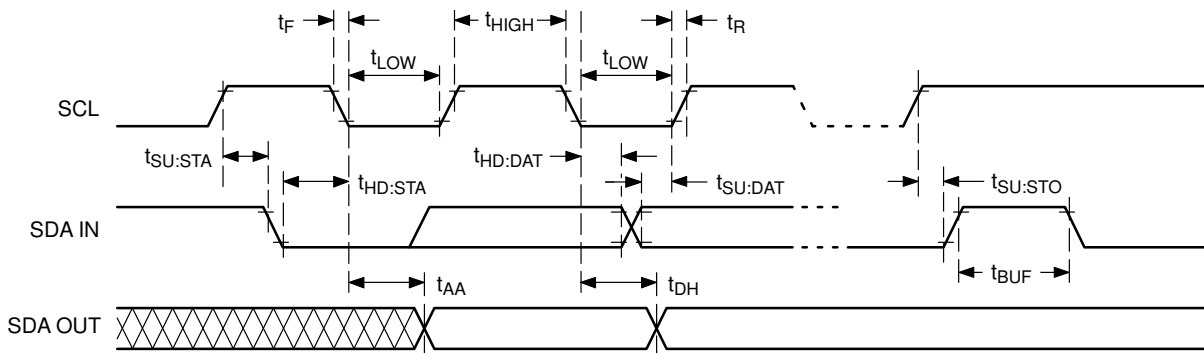 tF
tHIGH
tR
tLOW
tLOW
SCL
tSU:STA
tHD:DAT
tHD:STA
tSU:DAT
tSU:STO
SDA IN
tAA
tDH
tBUF
SDA OUT